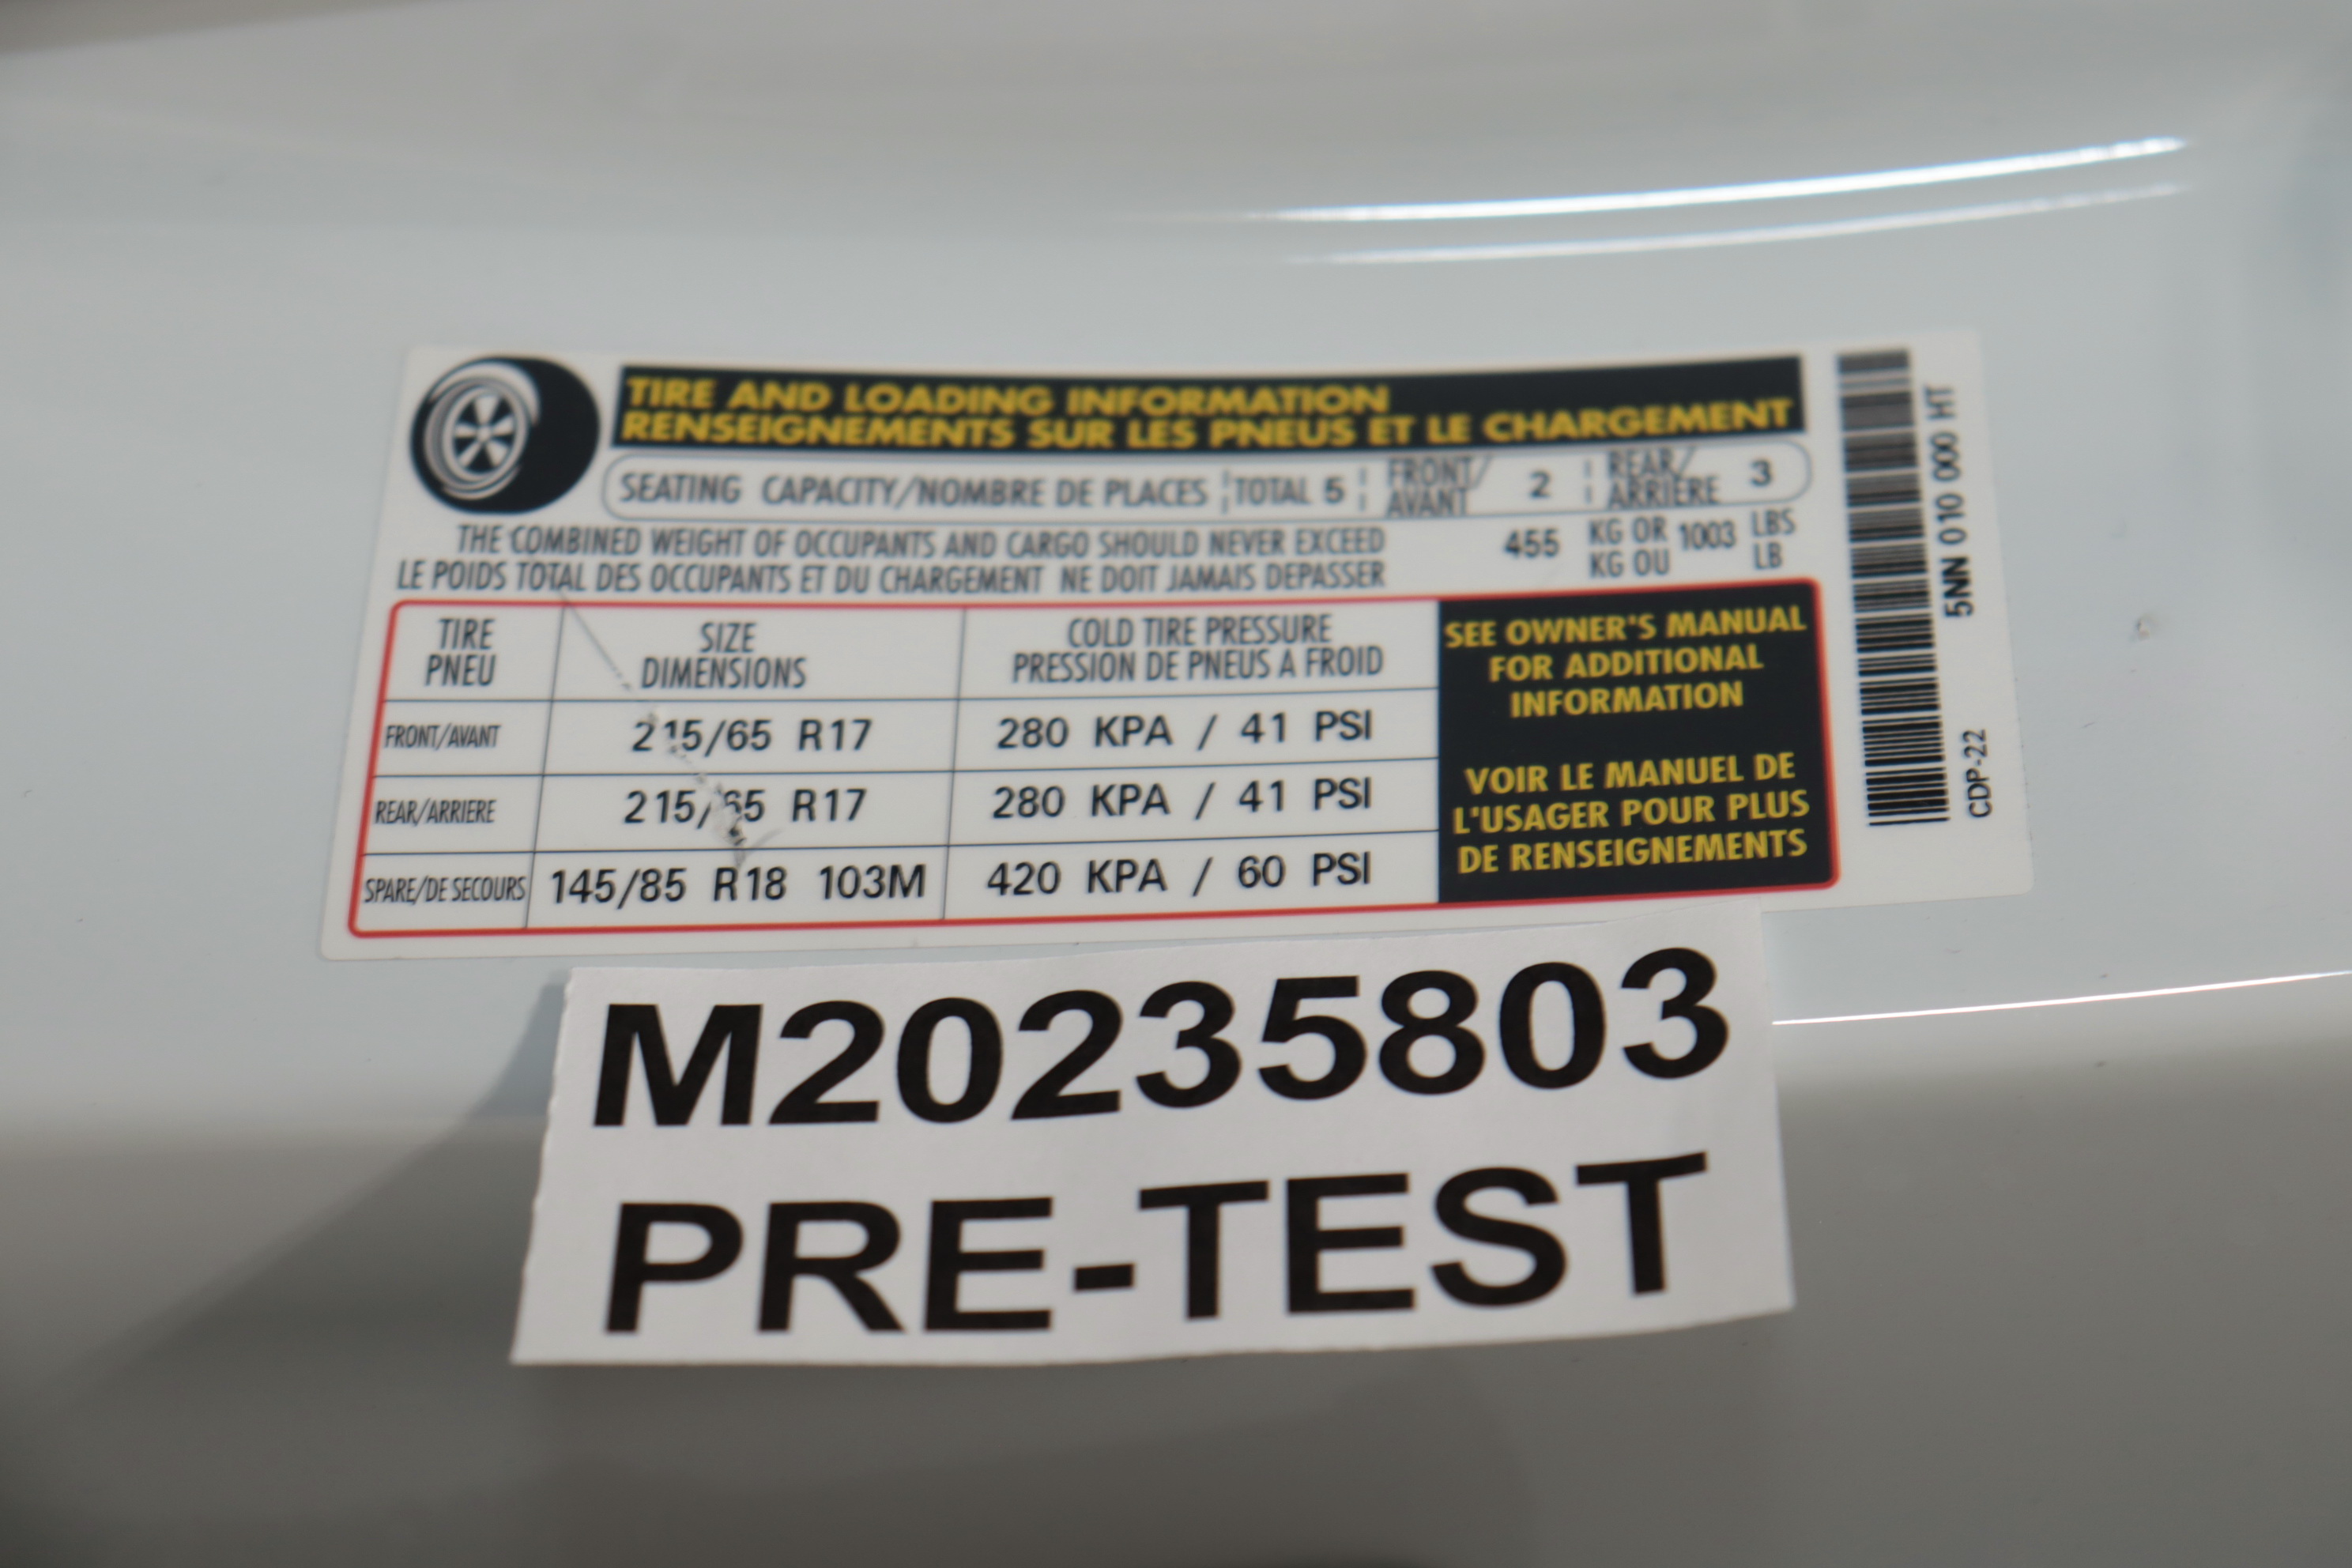 TIRE AND LOADING INFORMATION
RENSEIGNEMENTS SUR LES PNEUS ET LE CHARGEMENT
SEATING CAPACITY/NOMBRE DE PLACES TOTAL 5 FRONT/AVANT 2 REAR/ARRIERE 3
THE COMBINED WEIGHT OF OCCUPANTS AND CARGO SHOULD NEVER EXCEED 455 KG OR 1003 LBS
LE POIDS TOTAL DES OCCUPANTS ET DU CHARGEMENT NE DOIT JAMAIS DEPASSER KG OU LB
TIRE SIZE COLD TIRE PRESSURE
PNEU DIMENSIONS PRESSION DE PNEUS A FROID
FRONT/AVANT 215/65 R17 280 KPA / 41 PSI
REAR/ARRIERE 215/65 R17 280 KPA / 41 PSI
SPARE/DE SECOURS 145/85 R18 103M 420 KPA / 60 PSI
SEE OWNER'S MANUAL
FOR ADDITIONAL
INFORMATION
VOIR LE MANUEL DE
L'USAGER POUR PLUS
DE RENSEIGNEMENTS
5NN 010 000 HT
CDP-22
M20235803
PRE-TEST